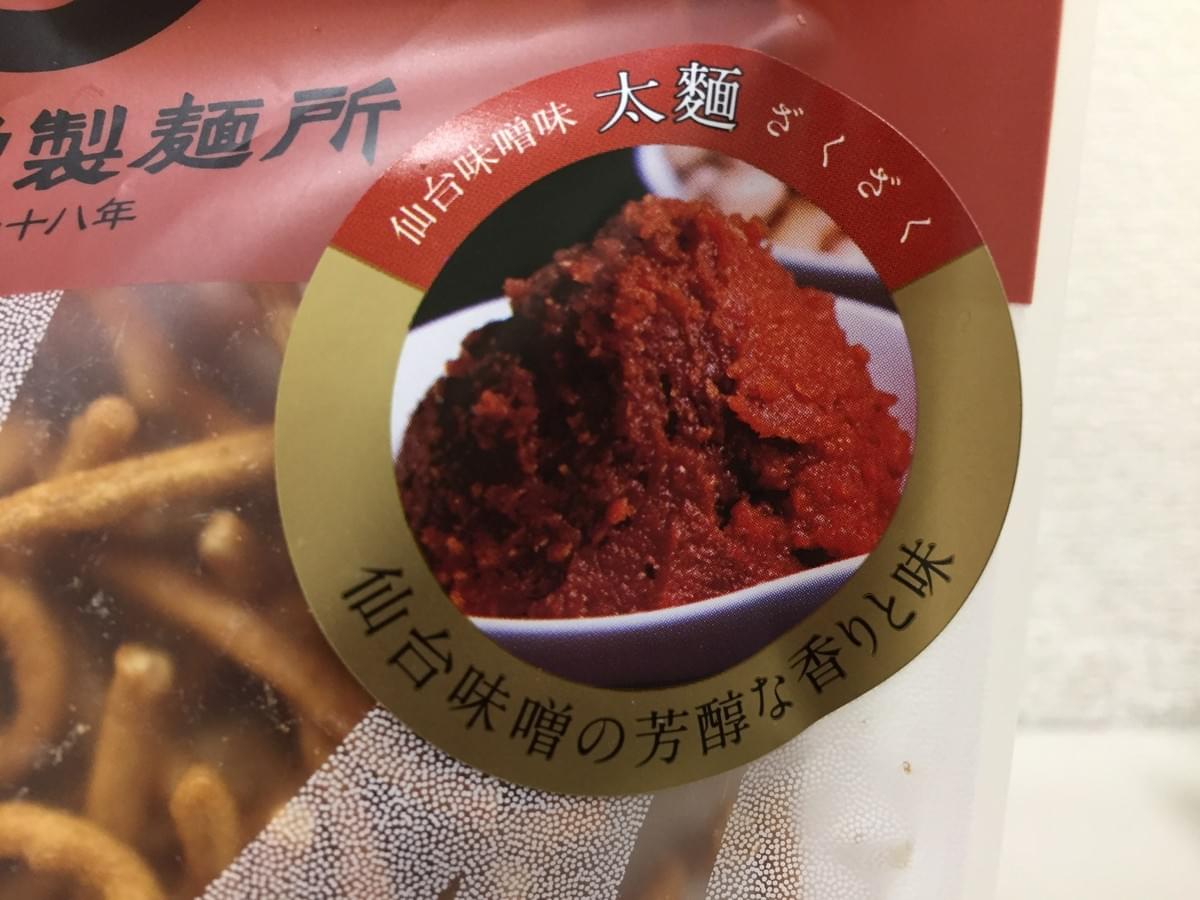 製麺所
十八年
仙台味噌味 太麺 ざくざく
仙台味噌の芳醇な香りと味